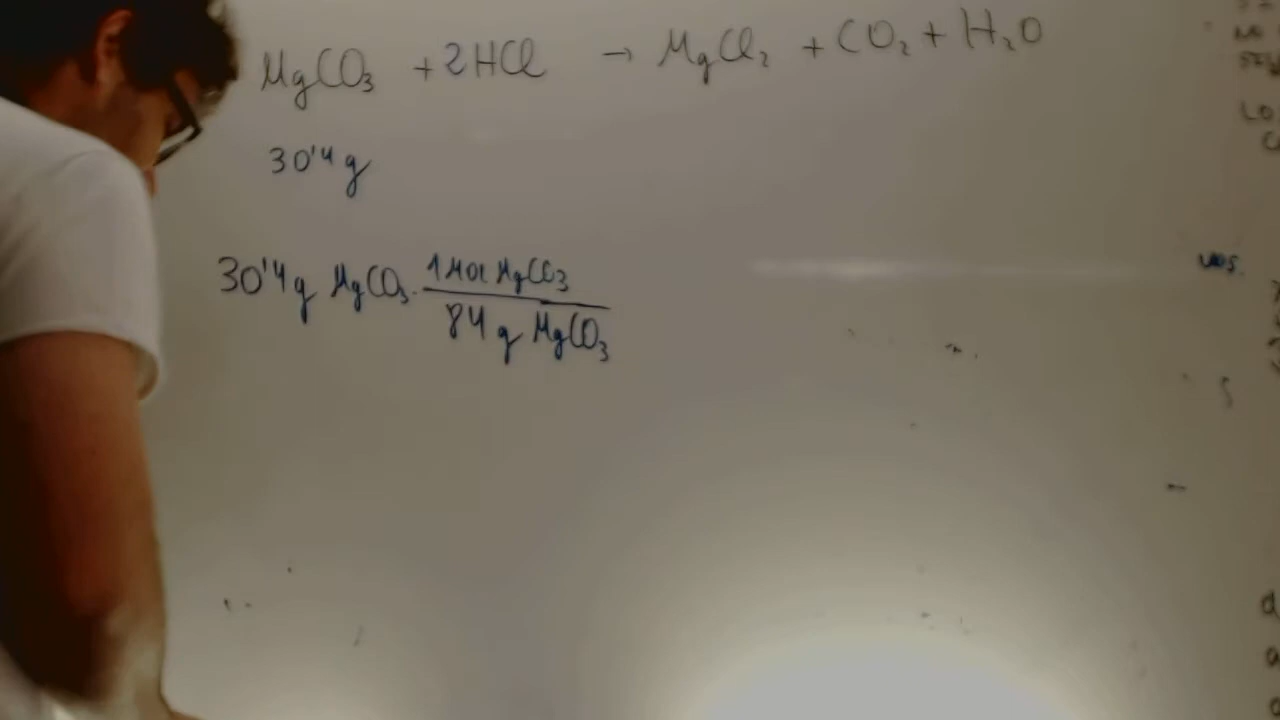 MgCO₃ + 2HCl → MgCl₂ + CO₂ + H₂O
30'4 g
30'4 g MgCO₃ · 1 mol MgCO₃
84 g MgCO₃